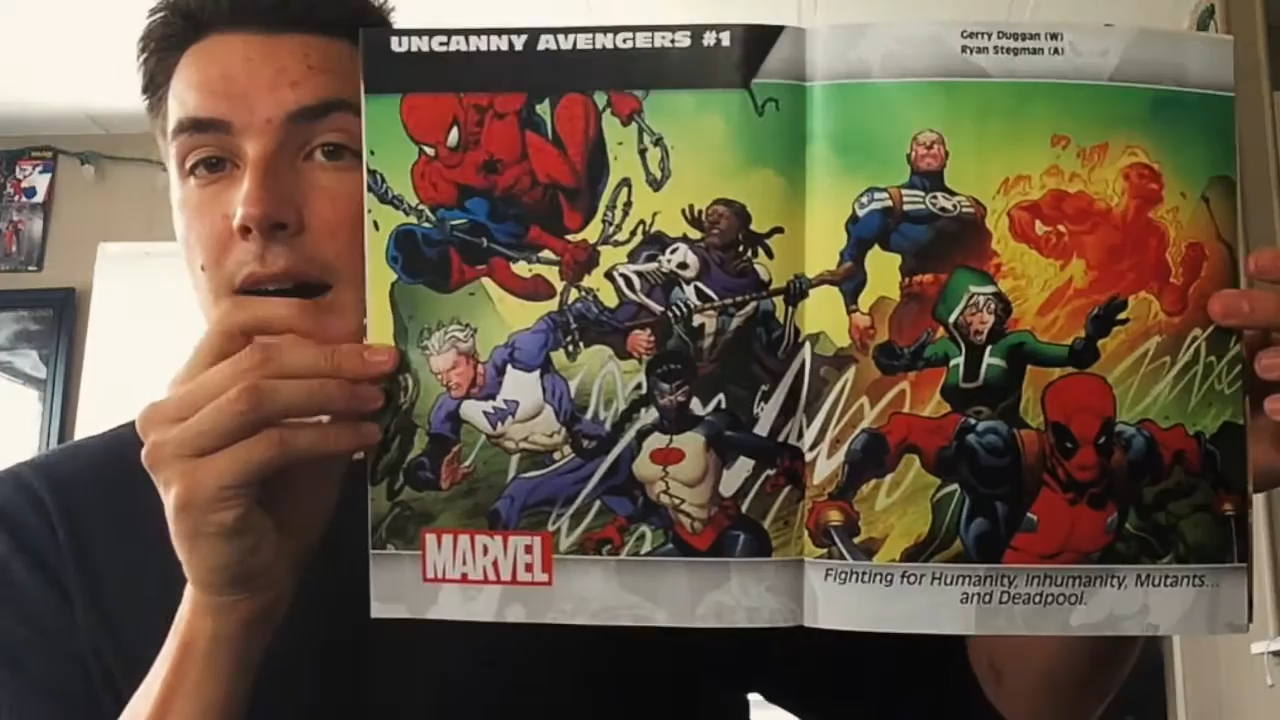 UNCANNY AVENGERS #1
Gerry Duggan (W)
Ryan Stegman (A)
MARVEL
Fighting for Humanity, Inhumanity, Mutants...
and Deadpool.